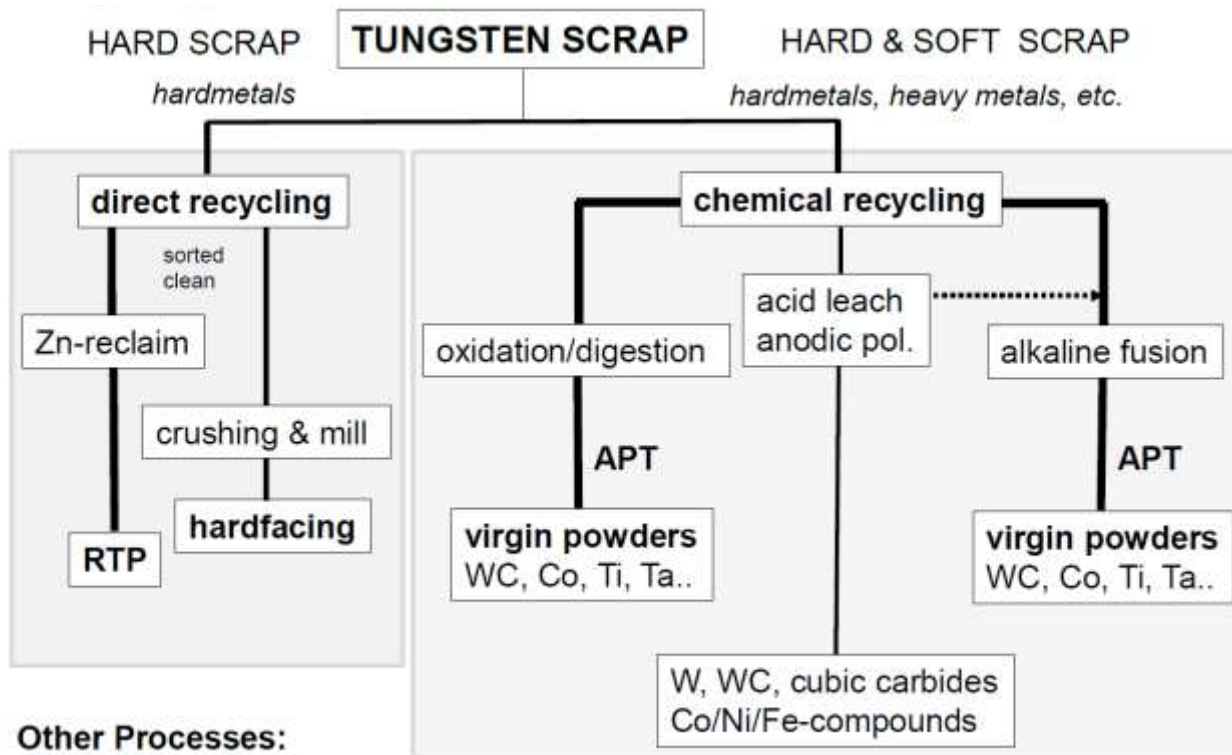 HARD SCRAP
TUNGSTEN SCRAP
HARD & SOFT SCRAP
hardmetals
hardmetals, heavy metals, etc.
direct recycling
sorted
clean
Zn-reclaim
crushing & mill
hardfacing
RTP
chemical recycling
oxidation/digestion
acid leach
anodic pol.
alkaline fusion
APT
APT
virgin powders
WC, Co, Ti, Ta..
virgin powders
WC, Co, Ti, Ta..
W, WC, cubic carbides
Co/Ni/Fe-compounds
Other Processes: